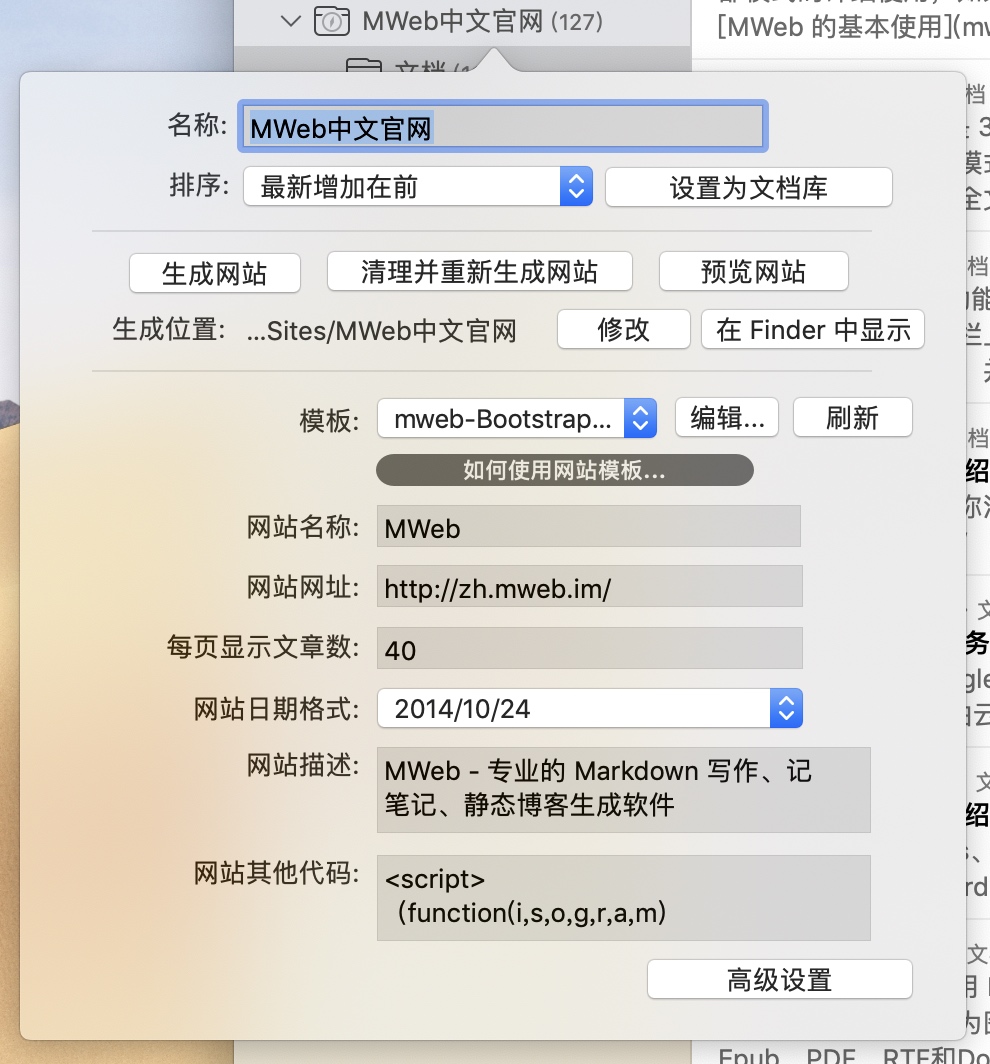 MWeb中文官网 (127)
[MWeb 的基本使用]
文档
名称: MWeb中文官网
排序: 最新增加在前 设置为文档库
生成网站 清理并重新生成网站 预览网站
生成位置: ...Sites/MWeb中文官网 修改 在 Finder 中显示
模板: mweb-Bootstrap... 编辑... 刷新
如何使用网站模板...
网站名称: MWeb
网站网址: http://zh.mweb.im/
每页显示文章数: 40
网站日期格式: 2014/10/24
网站描述: MWeb - 专业的 Markdown 写作、记
笔记、静态博客生成软件
网站其他代码: <script>
(function(i,s,o,g,r,a,m)
高级设置
Epub、PDF、RTF和